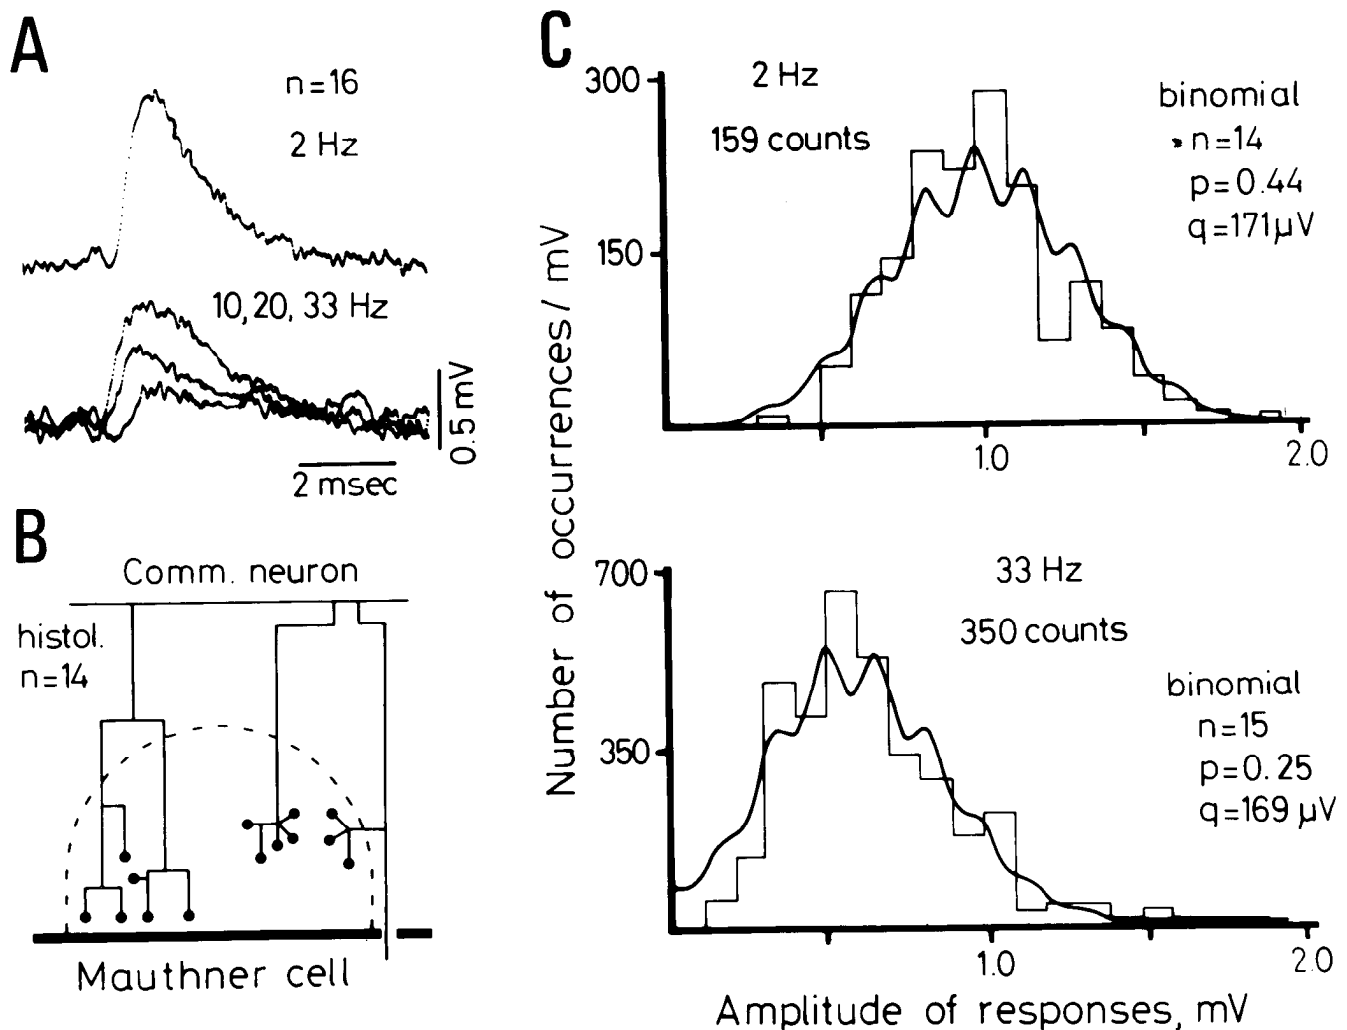 A
n=16
2 Hz
10, 20, 33 Hz
0.5 mV
2 msec
B
Comm. neuron
histol.
n=14
Mauthner cell
C
Number of occurrences/ mV
300
150
2 Hz
159 counts
binomial
n=14
p=0.44
q=171µV
1.0
2.0
700
350
33 Hz
350 counts
binomial
n=15
p=0.25
q=169 µV
1.0
2.0
Amplitude of responses, mV